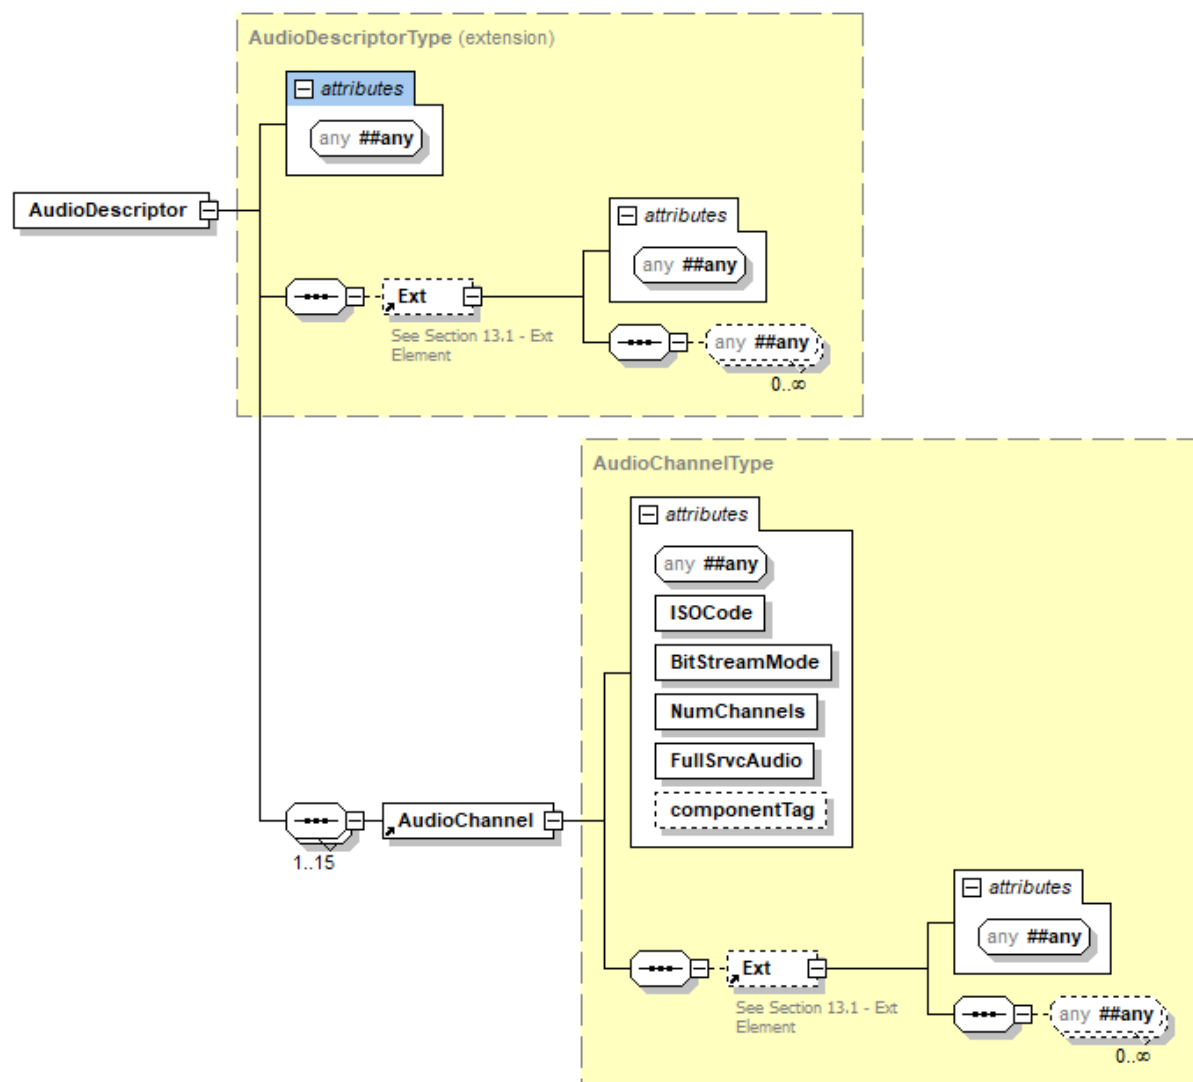 AudioDescriptorType (extension)
attributes
any ##any
AudioDescriptor
attributes
any ##any
Ext
See Section 13.1 - Ext
Element
any ##any
0..∞
AudioChannelType
attributes
any ##any
ISOCode
BitStreamMode
NumChannels
FullSrvcAudio
componentTag
AudioChannel
1..15
attributes
any ##any
Ext
See Section 13.1 - Ext
Element
any ##any
0..∞